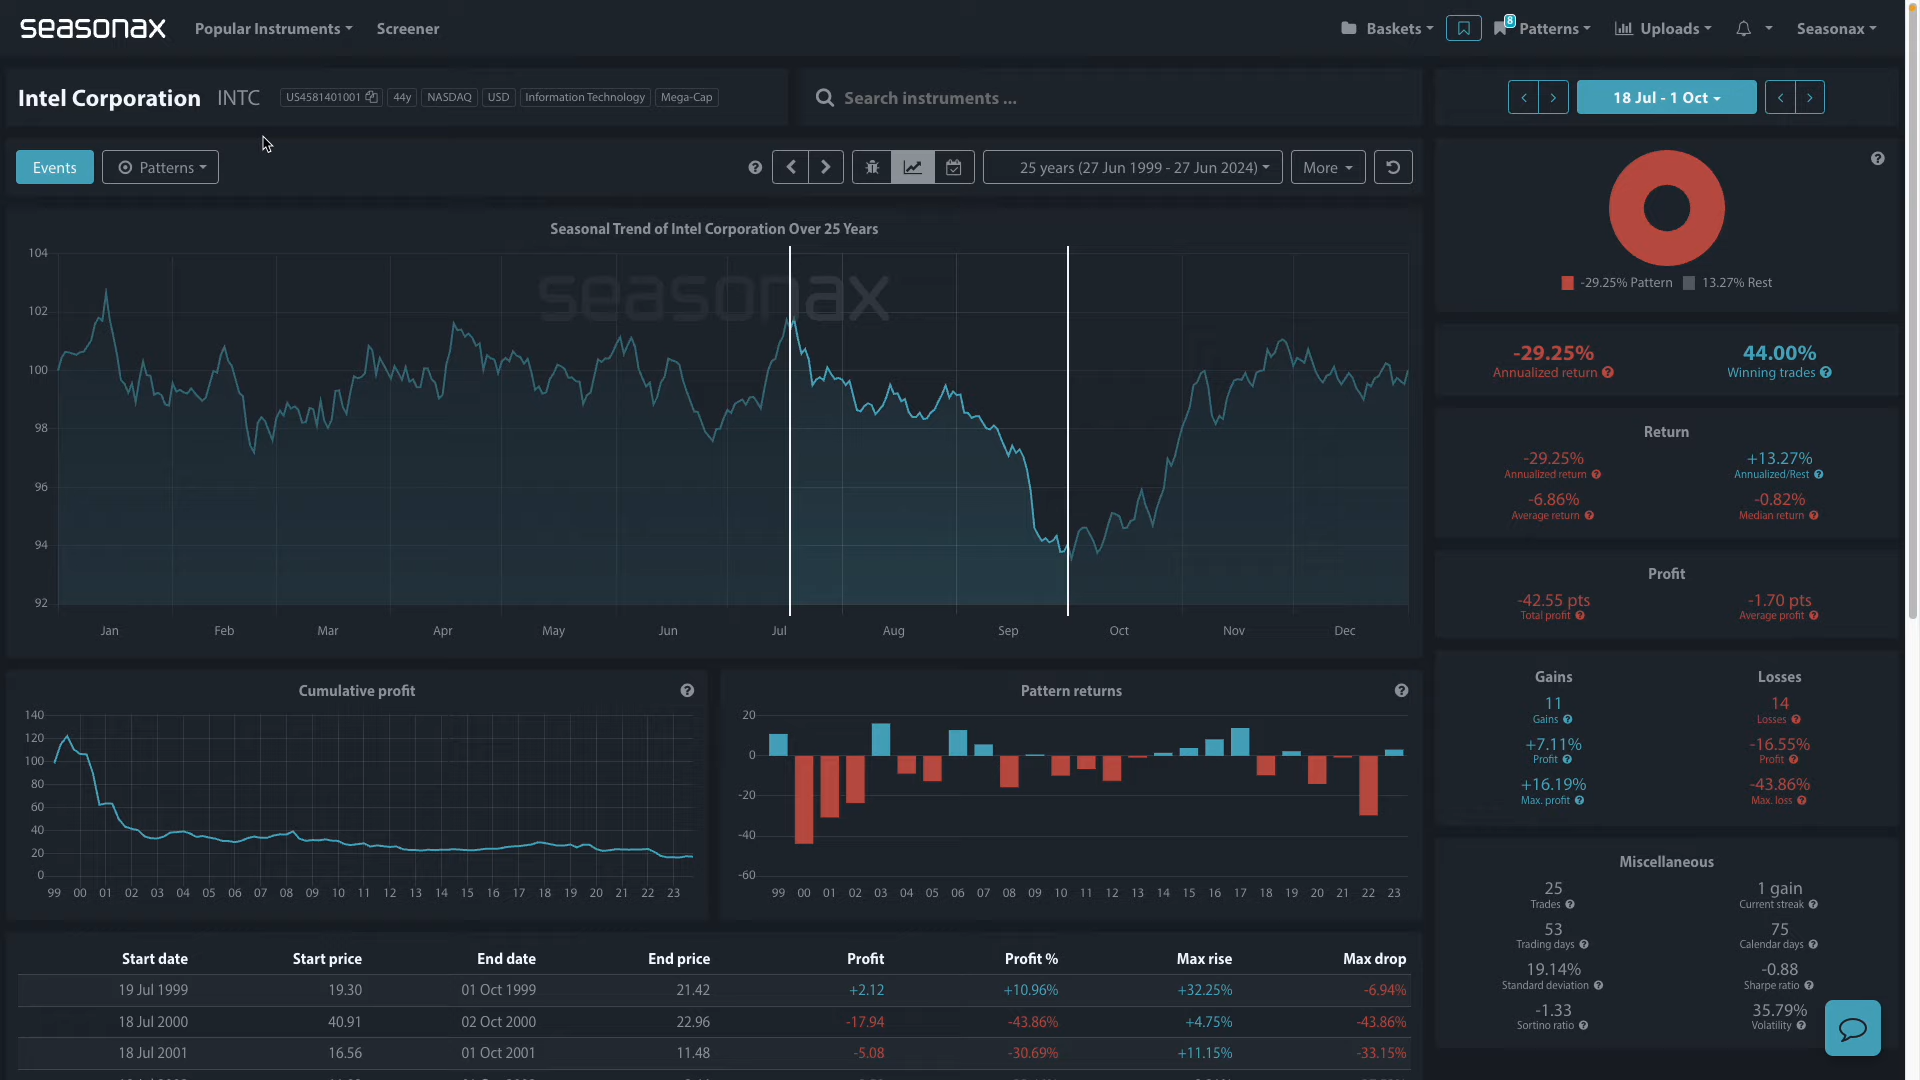 seasonax Popular Instruments Screener Baskets 8 Patterns Uploads Seasonax
Intel Corporation INTC US4581401001 44y NASDAQ USD Information Technology Mega-Cap
Search instruments ...
18 Jul - 1 Oct
Events Patterns
25 years (27 Jun 1999 - 27 Jun 2024) More
Seasonal Trend of Intel Corporation Over 25 Years
seasonax
104
102
100
98
96
94
92
Jan Feb Mar Apr May Jun Jul Aug Sep Oct Nov Dec
-29.25% Pattern 13.27% Rest
-29.25% 44.00%
Annualized return Winning trades
Return
-29.25% +13.27%
Annualized return Annualized/Rest
-6.86% -0.82%
Average return Median return
Profit
-42.55 pts -1.70 pts
Total profit Average profit
Gains Losses
11 14
Gains Losses
+7.11% -16.55%
Profit Profit
+16.19% -43.86%
Max. profit Max. loss
Miscellaneous
25 1 gain
Trades Current streak
53 75
Trading days Calendar days
19.14% -0.88
Standard deviation Sharpe ratio
-1.33 35.79%
Sortino ratio Volatility
Cumulative profit
140
120
100
80
60
40
20
0
99 00 01 02 03 04 05 06 07 08 09 10 11 12 13 14 15 16 17 18 19 20 21 22 23
Pattern returns
20
0
-20
-40
-60
99 00 01 02 03 04 05 06 07 08 09 10 11 12 13 14 15 16 17 18 19 20 21 22 23
Start date Start price End date End price Profit Profit % Max rise Max drop
19 Jul 1999 19.30 01 Oct 1999 21.42 +2.12 +10.96% +32.25% -6.94%
18 Jul 2000 40.91 02 Oct 2000 22.96 -17.94 -43.86% +4.75% -43.86%
18 Jul 2001 16.56 01 Oct 2001 11.48 -5.08 -30.69% +11.15% -33.15%